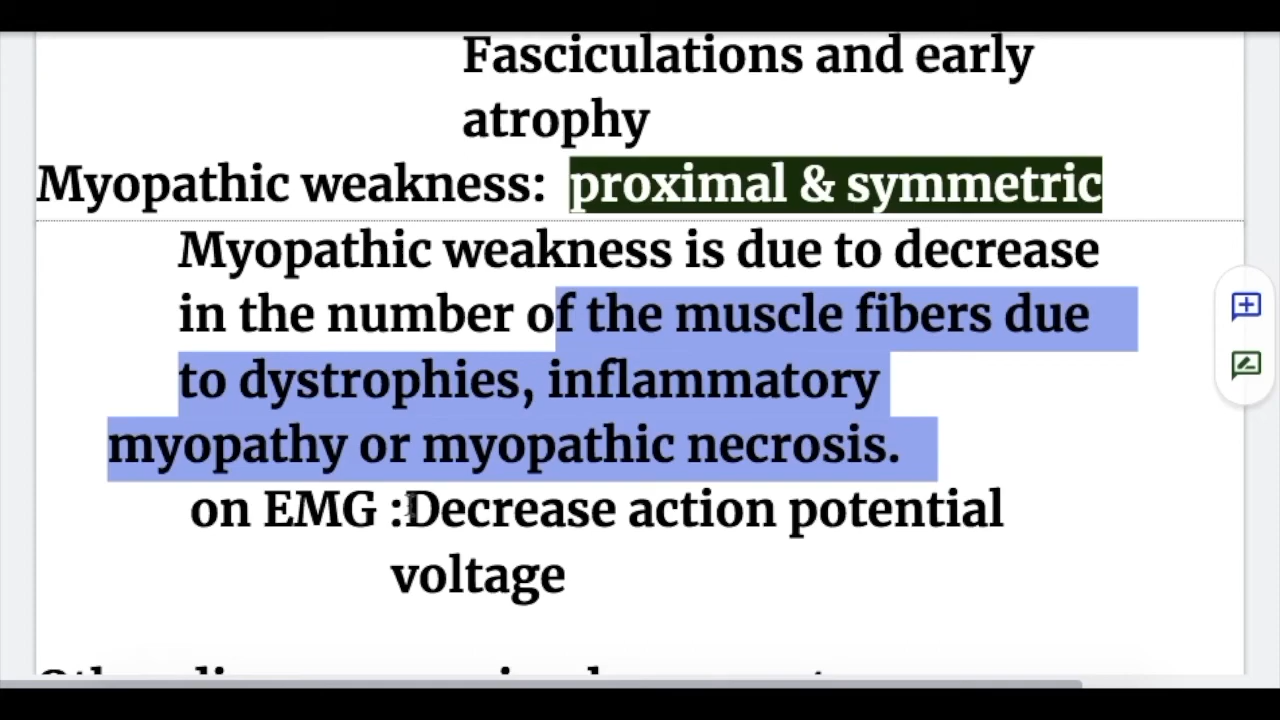 Fasciculations and early
atrophy
Myopathic weakness: proximal & symmetric
Myopathic weakness is due to decrease
in the number of the muscle fibers due
to dystrophies, inflammatory
myopathy or myopathic necrosis.
on EMG :Decrease action potential
voltage